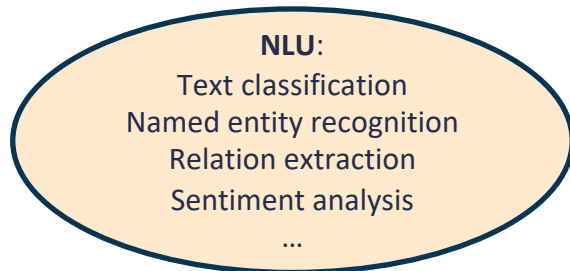 NLU:
Text classification
Named entity recognition
Relation extraction
Sentiment analysis
...